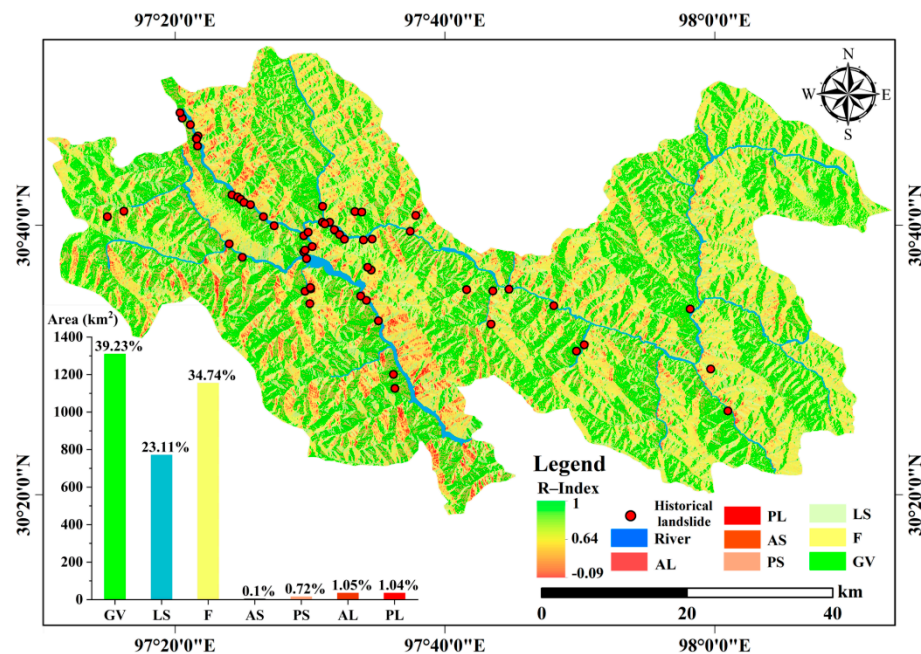 97°20'0"E 97°40'0"E 98°0'0"E
N
W E
S
30°40'0"N
30°40'0"N
30°20'0"N
30°20'0"N
Area (km²)
1400
1200
1000
800
600
400
200
0
39.23%
23.11%
34.74%
0.1%
0.72%
1.05%
1.04%
GV LS F AS PS AL PL
Legend
R–Index
1
0.64
-0.09
Historical
landslide
River
AL
PL
AS
PS
LS
F
GV
km
0 20 40
97°20'0"E 97°40'0"E 98°0'0"E